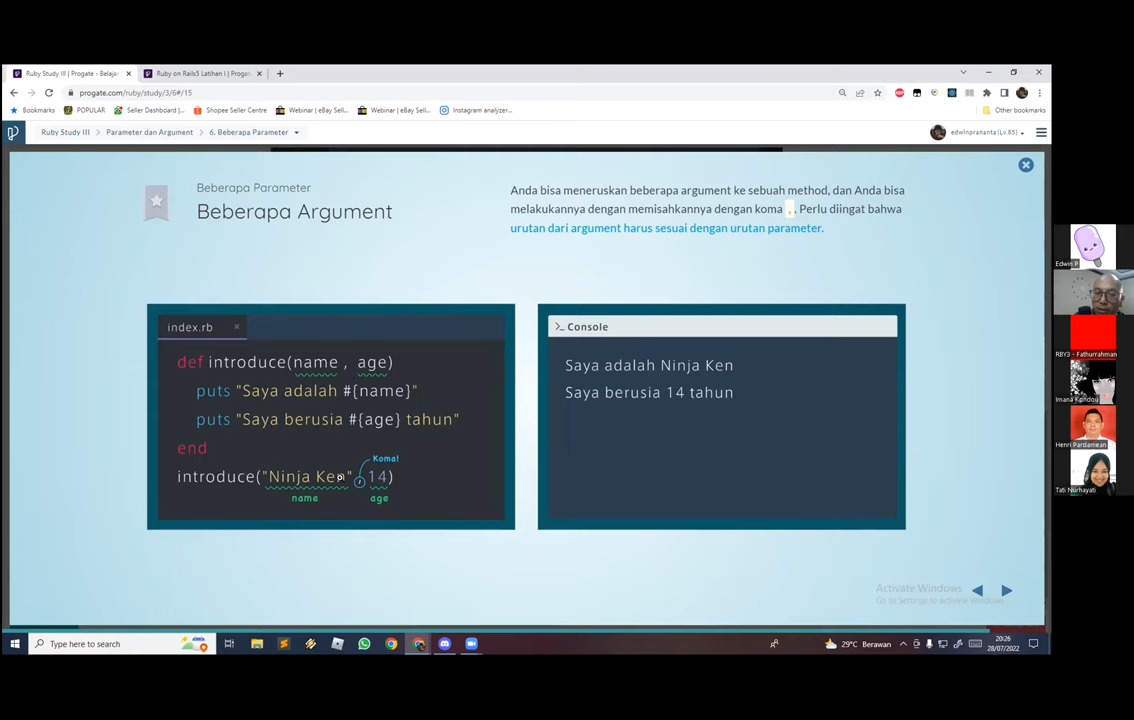 Ruby Study III | Progate - Belaja
Ruby on Rails5 Latihan I | Progat
progate.com/ruby/study/3/6#/15
Bookmarks
POPULAR
Seller Dashboard |...
Shopee Seller Centre
Webinar | eBay Sell...
Webinar | eBay Sell...
Instagram analyzer...
Other bookmarks
Ruby Study III > Parameter dan Argument > 6. Beberapa Parameter
edwinprananta (Lv.85)
Beberapa Parameter
Beberapa Argument
Anda bisa meneruskan beberapa argument ke sebuah method, dan Anda bisa
melakukannya dengan memisahkannya dengan koma , . Perlu diingat bahwa
urutan dari argument harus sesuai dengan urutan parameter.
index.rb
def introduce(name , age)
puts "Saya adalah #{name}"
puts "Saya berusia #{age} tahun"
end
Koma!
introduce("Ninja Ken" , 14)
name age
>_ Console
Saya adalah Ninja Ken
Saya berusia 14 tahun
Edwin P
RBY3 - Fathurrahman
Imana Kondou
Henri Pardamean
Tati Nurhayati
Activate Windows
Go to Settings to activate Windows.
Type here to search
29°C Berawan
20:26
28/07/2022